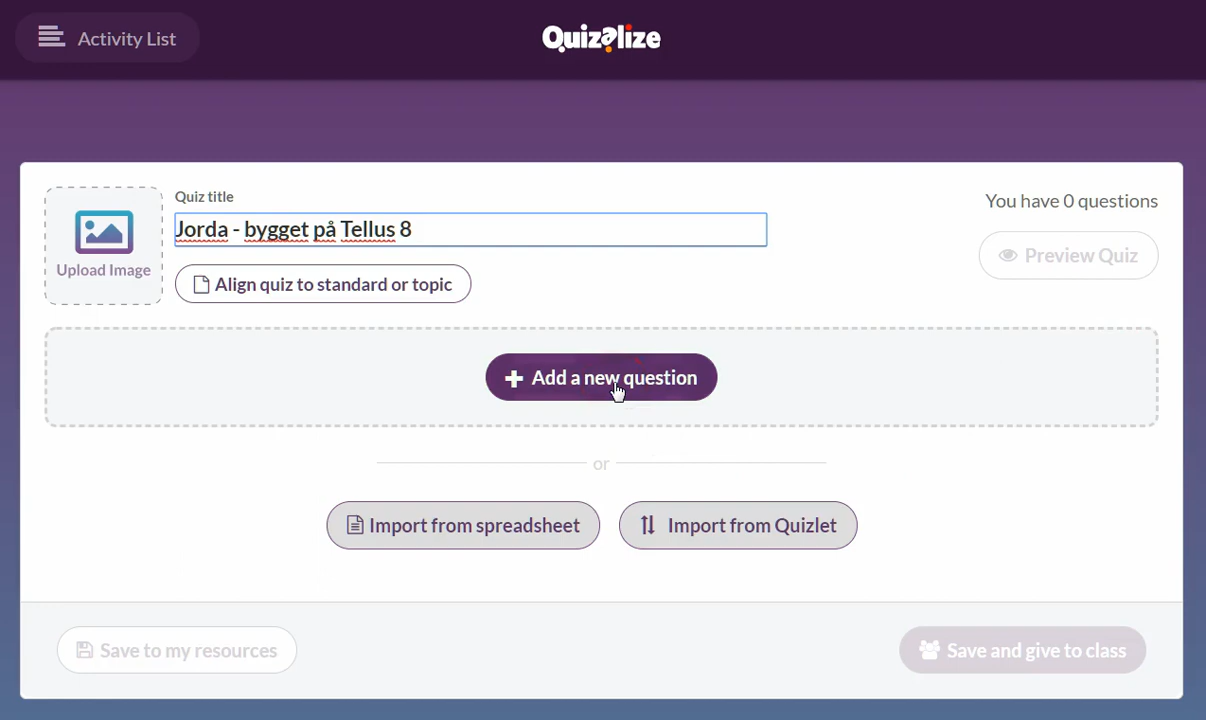 Activity List
Quizalize
Quiz title
You have 0 questions
Jorda - bygget på Tellus 8
Upload Image
Preview Quiz
Align quiz to standard or topic
Add a new question
or
Import from spreadsheet
Import from Quizlet
Save to my resources
Save and give to class